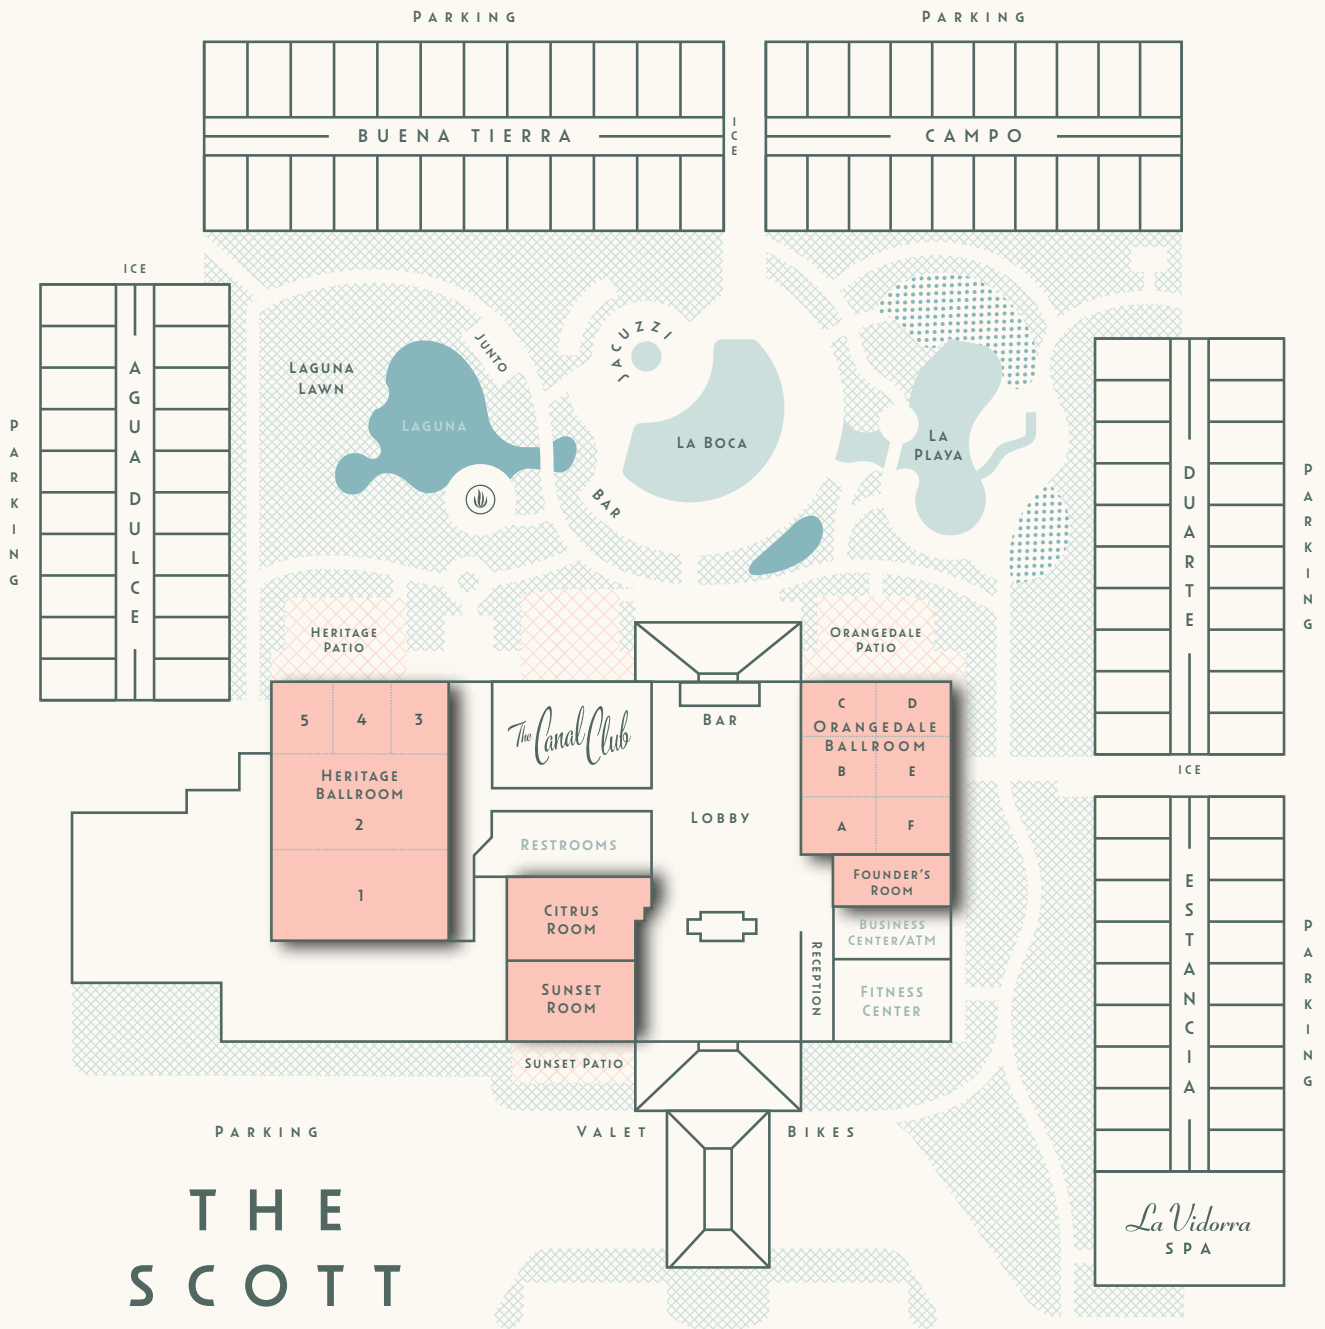 PARKING
PARKING
BUENA TIERRA
ICE
CAMPO
ICE
AGUA DULCE
PARKING
LAGUNA
LAWN
JUNTO
LAGUNA
JACUZZI
LA BOCA
BAR
LA
PLAYA
DUARTE
PARKING
HERITAGE
PATIO
ORANGEDALE
PATIO
5 4 3
HERITAGE
BALLROOM
2
1
The Canal Club
BAR
C D
ORANGEDALE
BALLROOM
B E
A F
ICE
LOBBY
RESTROOMS
FOUNDER'S
ROOM
CITRUS
ROOM
BUSINESS
CENTER/ATM
RECEPTION
SUNSET
ROOM
FITNESS
CENTER
ESTANCIA
PARKING
SUNSET PATIO
PARKING
VALET
BIKES
THE
SCOTT
La Vidorra
SPA